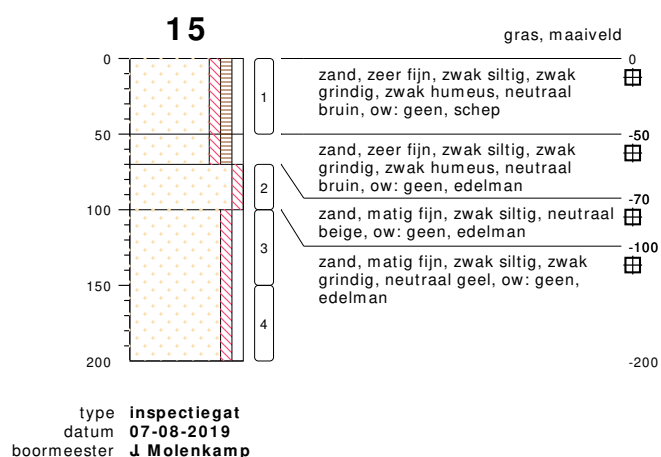 15
gras, maaiveld
0
50
100
150
200
1
2
3
4
0
zand, zeer fijn, zwak siltig, zwak
grindig, zwak humeus, neutraal
bruin, ow: geen, schep
-50
zand, zeer fijn, zwak siltig, zwak
grindig, zwak humeus, neutraal
bruin, ow: geen, edelman
-70
zand, matig fijn, zwak siltig, neutraal
beige, ow: geen, edelman
-100
zand, matig fijn, zwak siltig, zwak
grindig, neutraal geel, ow: geen,
edelman
-200
type inspectiegat
datum 07-08-2019
boormeester J. Molenkamp